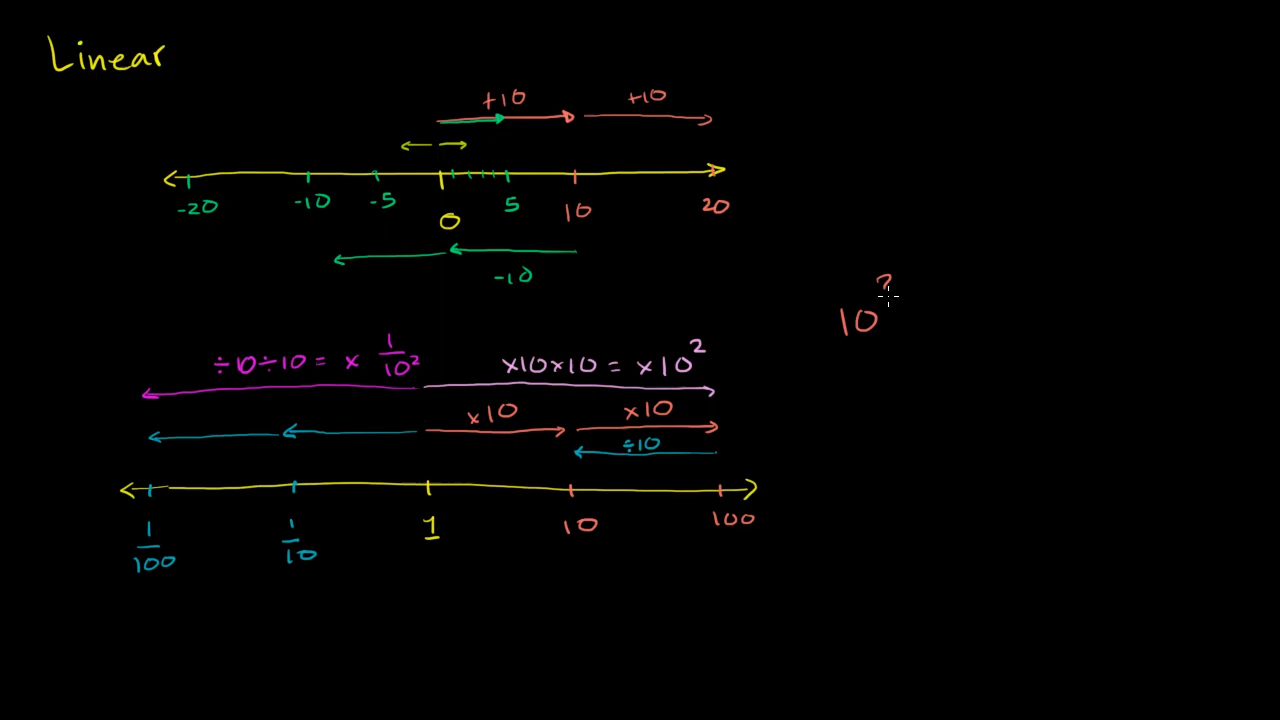 Linear
+10 +10
-20 -10 -5 0 5 10 20
-10
10^?
÷10÷10 = × 1/10² ×10×10 = ×10²
×10 ×10
÷10
1/100 1/10 1 10 100